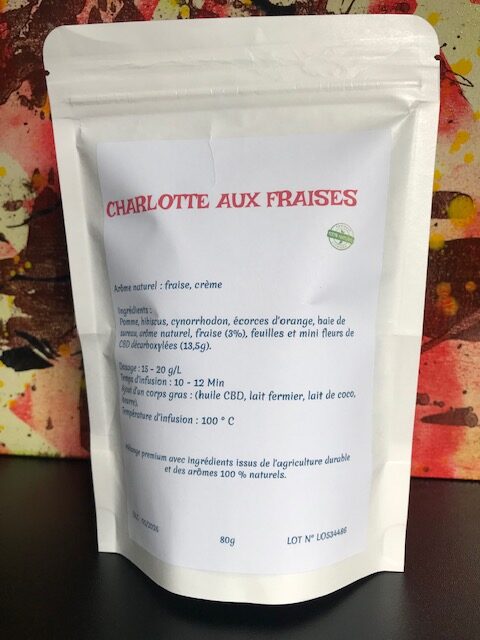 CHARLOTTE AUX FRAISES
Arôme naturel : fraise, crème
Ingrédients :
Pomme, hibiscus, cynorrhodon, écorces d'orange, baie de
sureau, arôme naturel, fraise (3%), feuilles et mini fleurs de
CBD décarboxylées (13,5g).
Dosage : 15 - 20 g/L
Temps d'infusion : 10 - 12 Min
Ajout d'un corps gras : (huile CBD, lait fermier, lait de coco,
beurre).
Température d'infusion : 100 ° C
Mélange premium avec ingrédients issus de l'agriculture durable
et des arômes 100 % naturels.
80g
LOT N° LOS34486